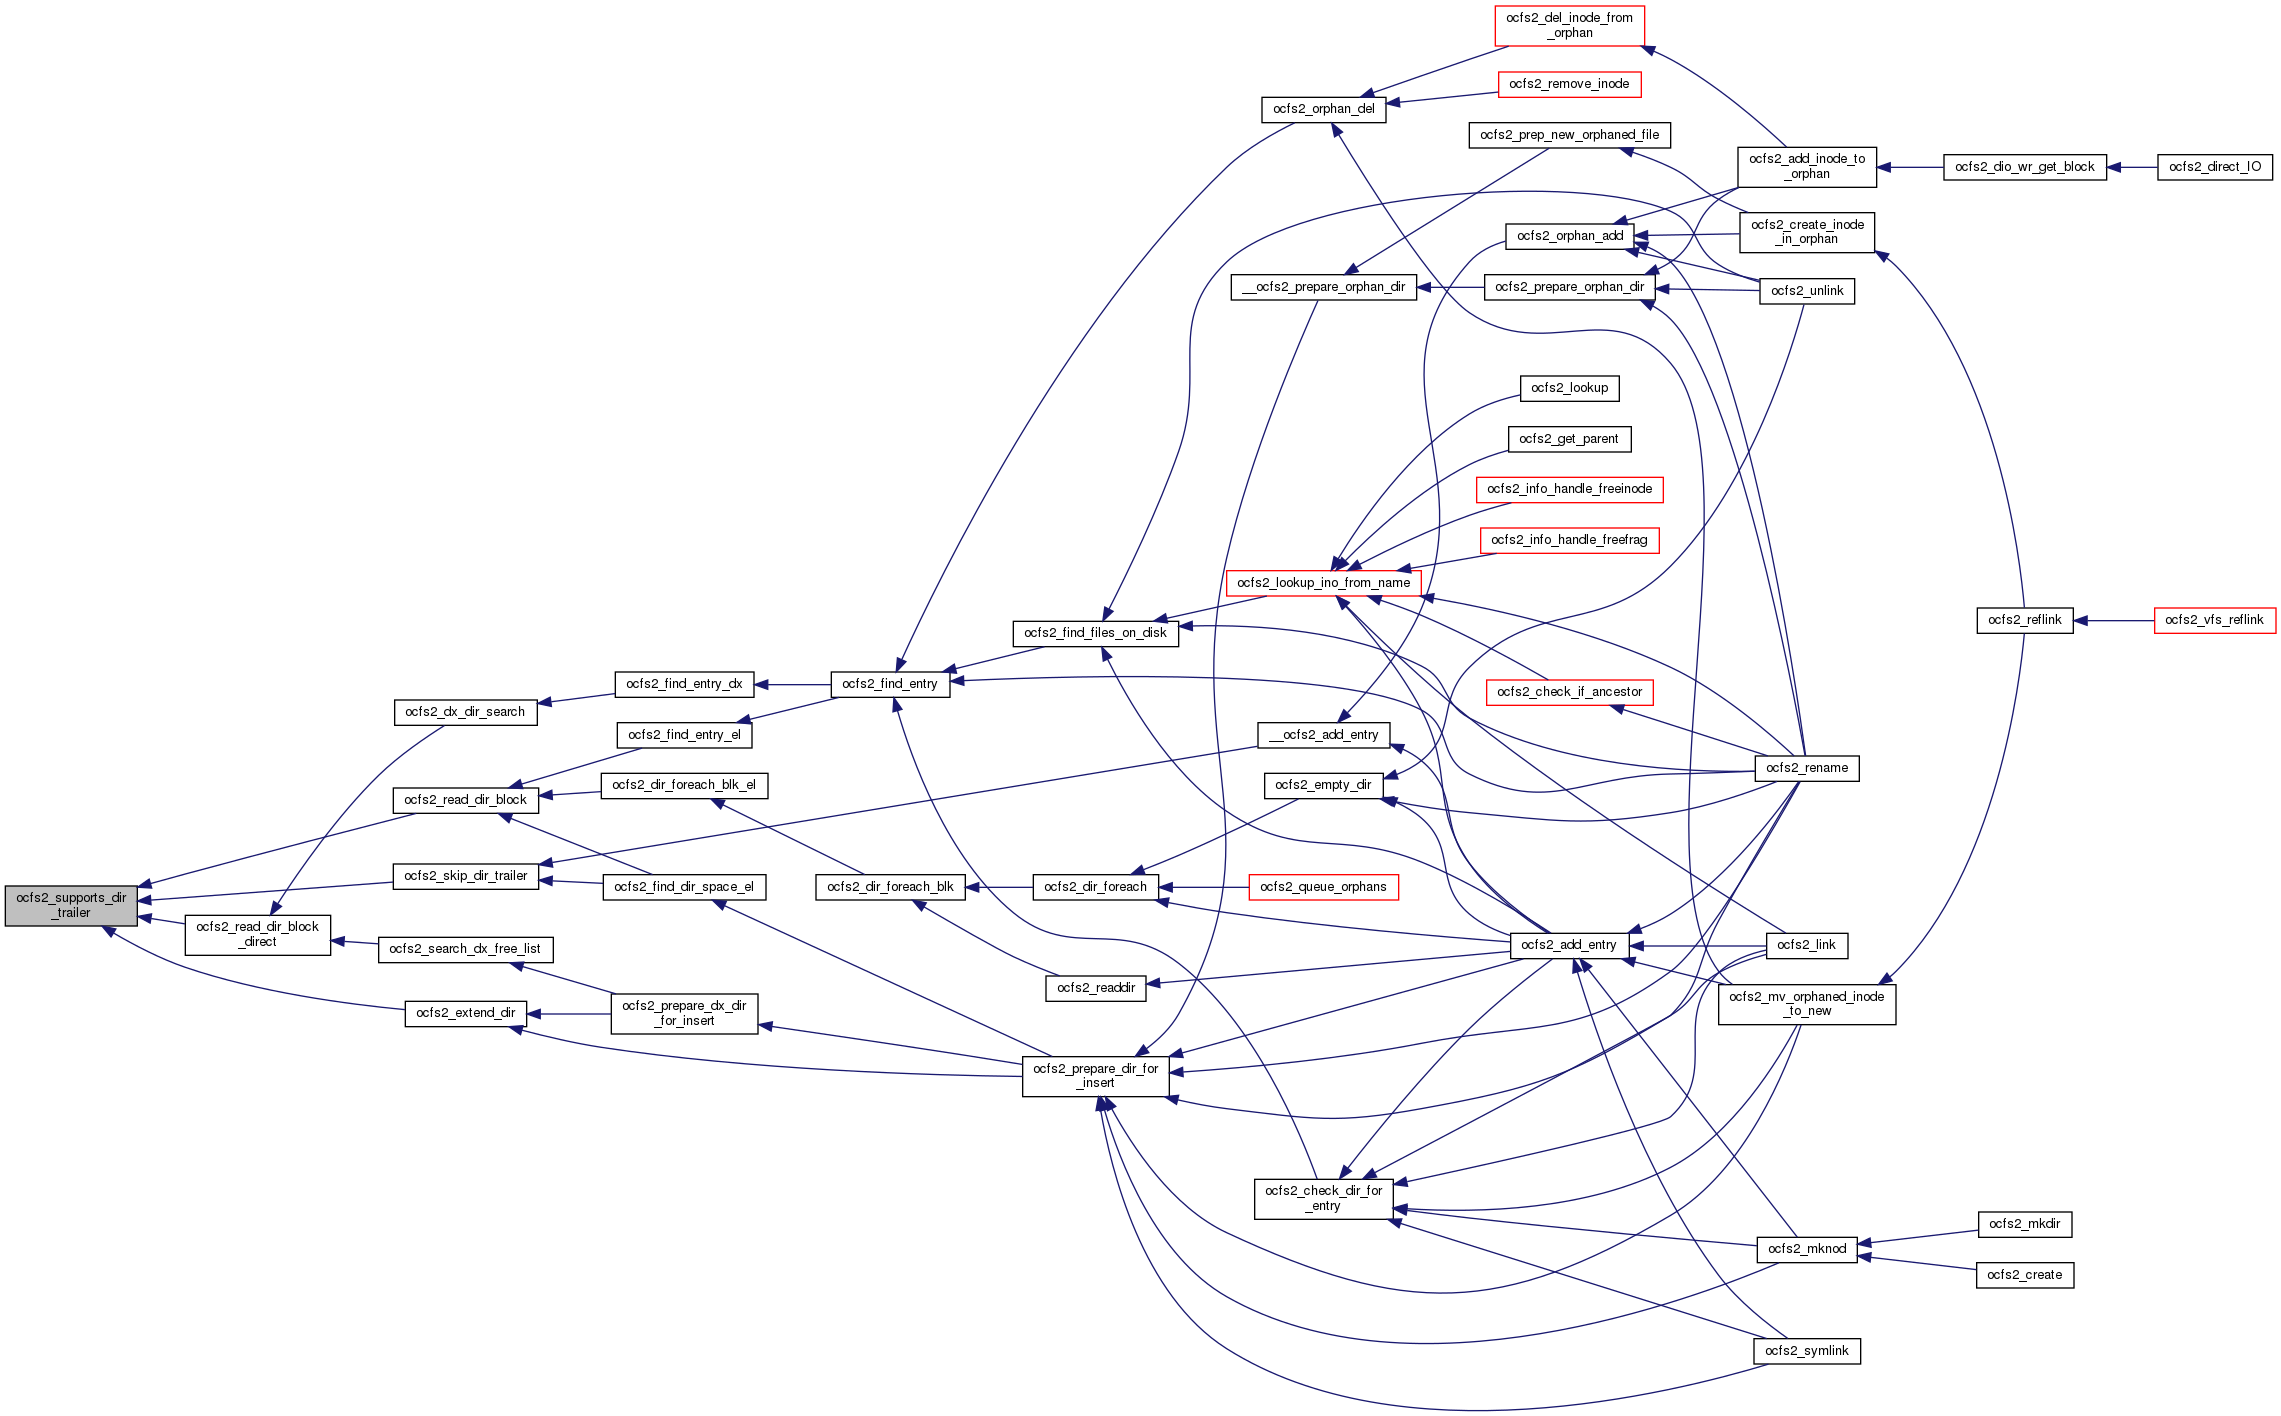 ocfs2_del_inode_from
_orphan
ocfs2_remove_inode
ocfs2_orphan_del
ocfs2_prep_new_orphaned_file
ocfs2_add_inode_to
_orphan
ocfs2_dio_wr_get_block
ocfs2_direct_IO
ocfs2_create_inode
_in_orphan
ocfs2_orphan_add
__ocfs2_prepare_orphan_dir
ocfs2_prepare_orphan_dir
ocfs2_unlink
ocfs2_lookup
ocfs2_get_parent
ocfs2_info_handle_freeinode
ocfs2_info_handle_freefrag
ocfs2_lookup_ino_from_name
ocfs2_find_files_on_disk
ocfs2_reflink
ocfs2_vfs_reflink
ocfs2_find_entry_dx
ocfs2_find_entry
ocfs2_check_if_ancestor
ocfs2_dx_dir_search
ocfs2_find_entry_el
__ocfs2_add_entry
ocfs2_rename
ocfs2_dir_foreach_blk_el
ocfs2_empty_dir
ocfs2_read_dir_block
ocfs2_skip_dir_trailer
ocfs2_find_dir_space_el
ocfs2_dir_foreach_blk
ocfs2_dir_foreach
ocfs2_queue_orphans
ocfs2_supports_dir
_trailer
ocfs2_read_dir_block
_direct
ocfs2_search_dx_free_list
ocfs2_add_entry
ocfs2_link
ocfs2_readdir
ocfs2_mv_orphaned_inode
_to_new
ocfs2_extend_dir
ocfs2_prepare_dx_dir
_for_insert
ocfs2_prepare_dir_for
_insert
ocfs2_check_dir_for
_entry
ocfs2_mkdir
ocfs2_mknod
ocfs2_create
ocfs2_symlink